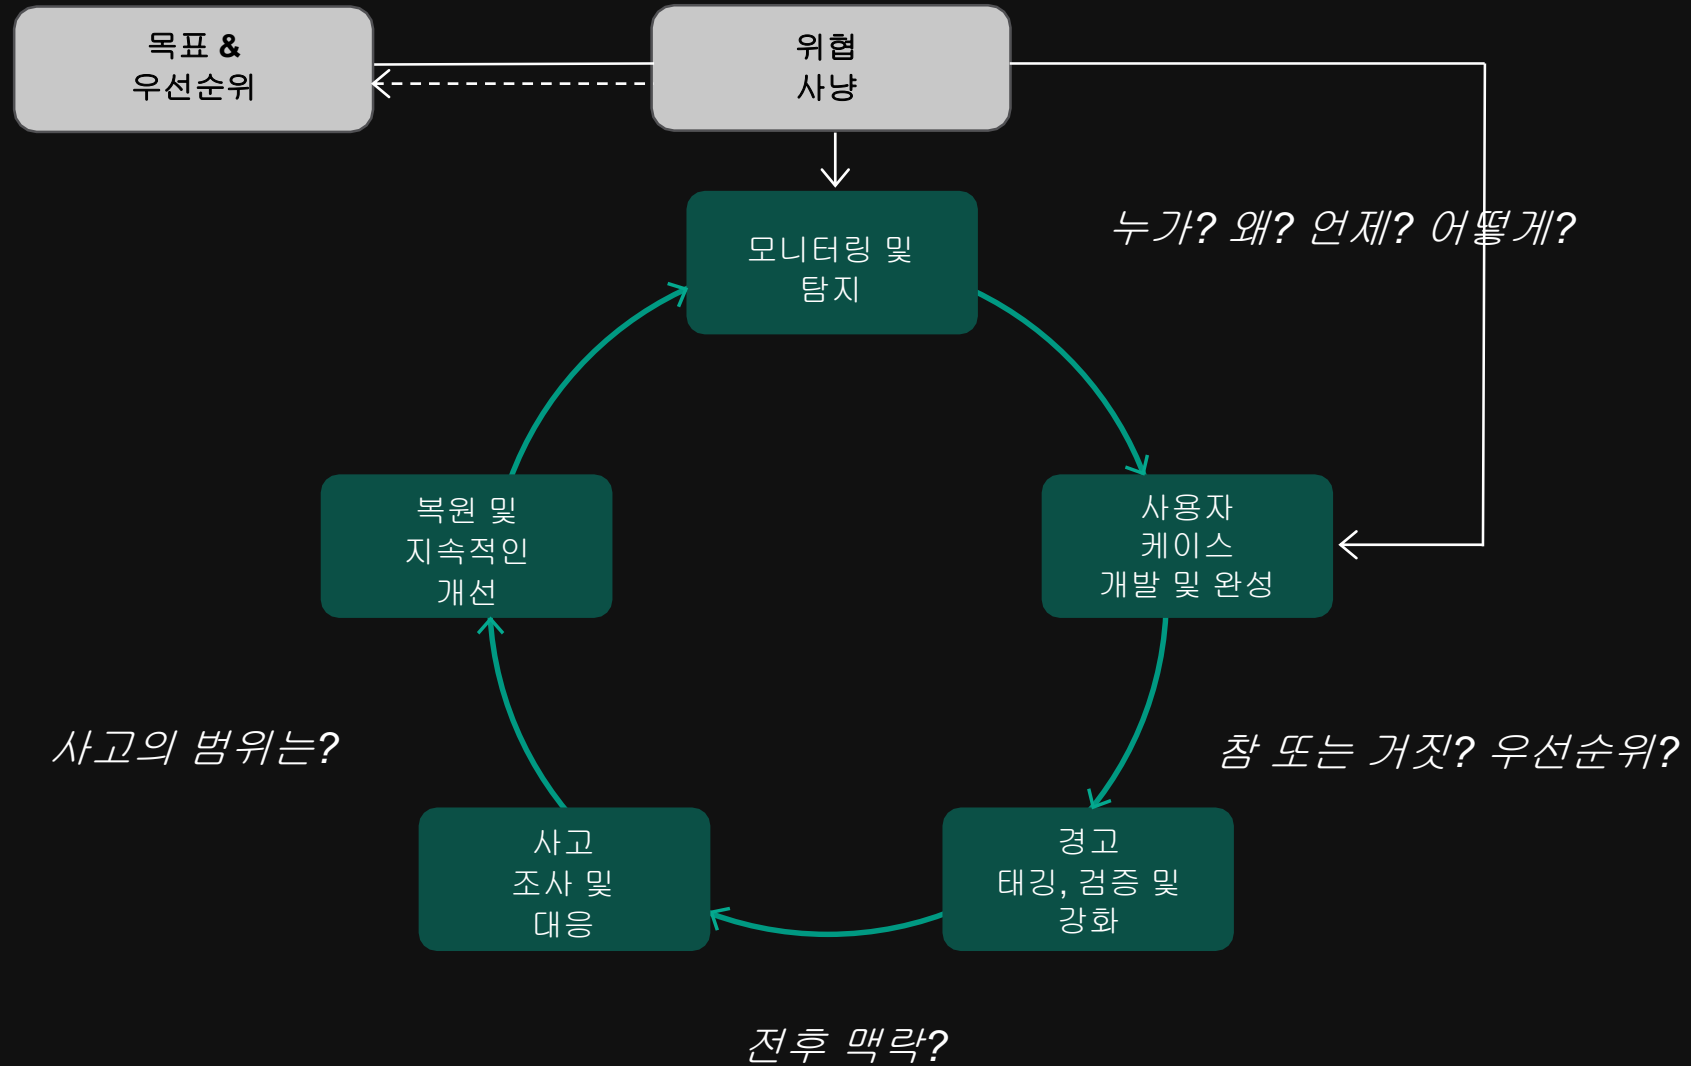 목표 &
우선순위
위협
사냥
모니터링 및
탐지
누가? 왜? 언제? 어떻게?
사용자
케이스
개발 및 완성
참 또는 거짓? 우선순위?
경고
태깅, 검증 및
강화
전후 맥락?
사고
조사 및
대응
사고의 범위는?
복원 및
지속적인
개선